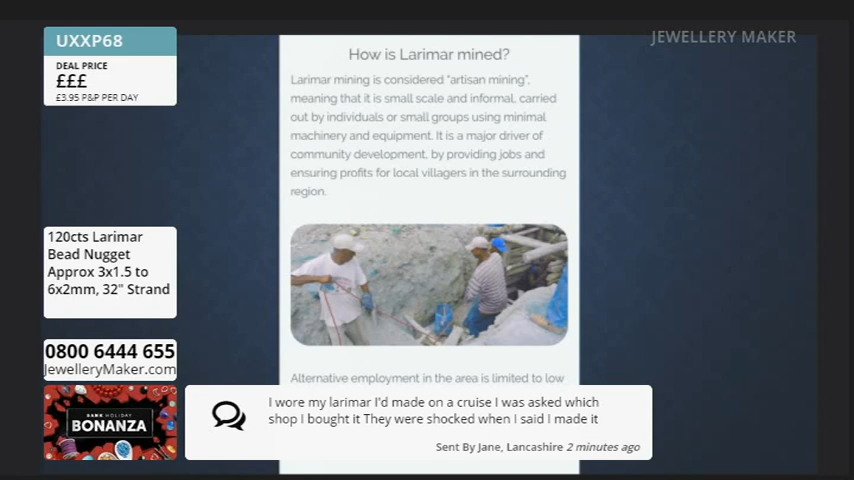 UXXP68
DEAL PRICE
£££
£3.95 P&P PER DAY
JEWELLERY MAKER
How is Larimar mined?
Larimar mining is considered "artisan mining",
meaning that it is small scale and informal, carried
out by individuals or small groups using minimal
machinery and equipment. It is a major driver of
community development, by providing jobs and
ensuring profits for local villagers in the surrounding
region.
120cts Larimar
Bead Nugget
Approx 3x1.5 to
6x2mm, 32" Strand
0800 6444 655
JewelleryMaker.com
Alternative employment in the area is limited to low
BANK HOLIDAY
BONANZA
I wore my larimar I'd made on a cruise I was asked which
shop I bought it They were shocked when I said I made it
Sent By Jane, Lancashire 2 minutes ago